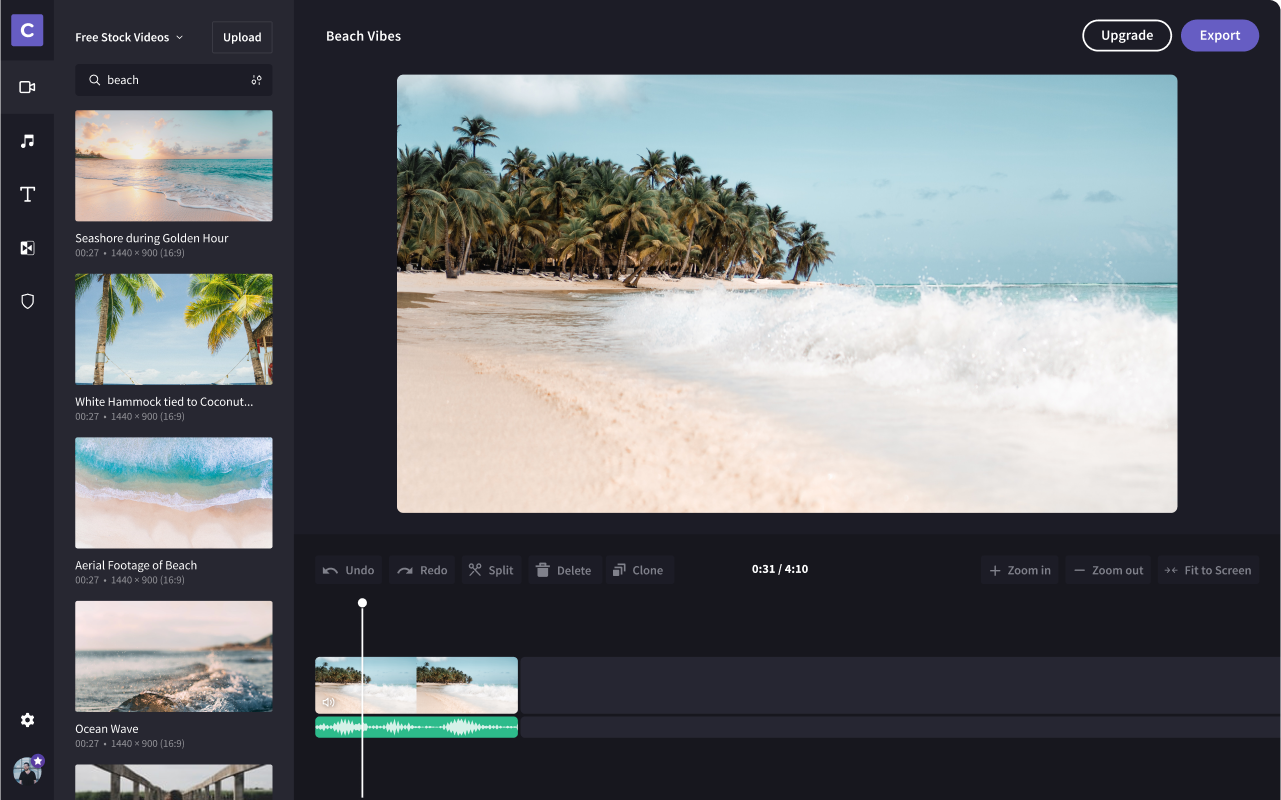 C
Free Stock Videos
Upload
beach
Seashore during Golden Hour
00:27 • 1440 × 900 (16:9)
White Hammock tied to Coconut...
00:27 • 1440 × 900 (16:9)
Aerial Footage of Beach
00:27 • 1440 × 900 (16:9)
Ocean Wave
00:27 • 1440 × 900 (16:9)
Beach Vibes
Upgrade
Export
Undo
Redo
Split
Delete
Clone
0:31 / 4:10
Zoom in
Zoom out
Fit to Screen